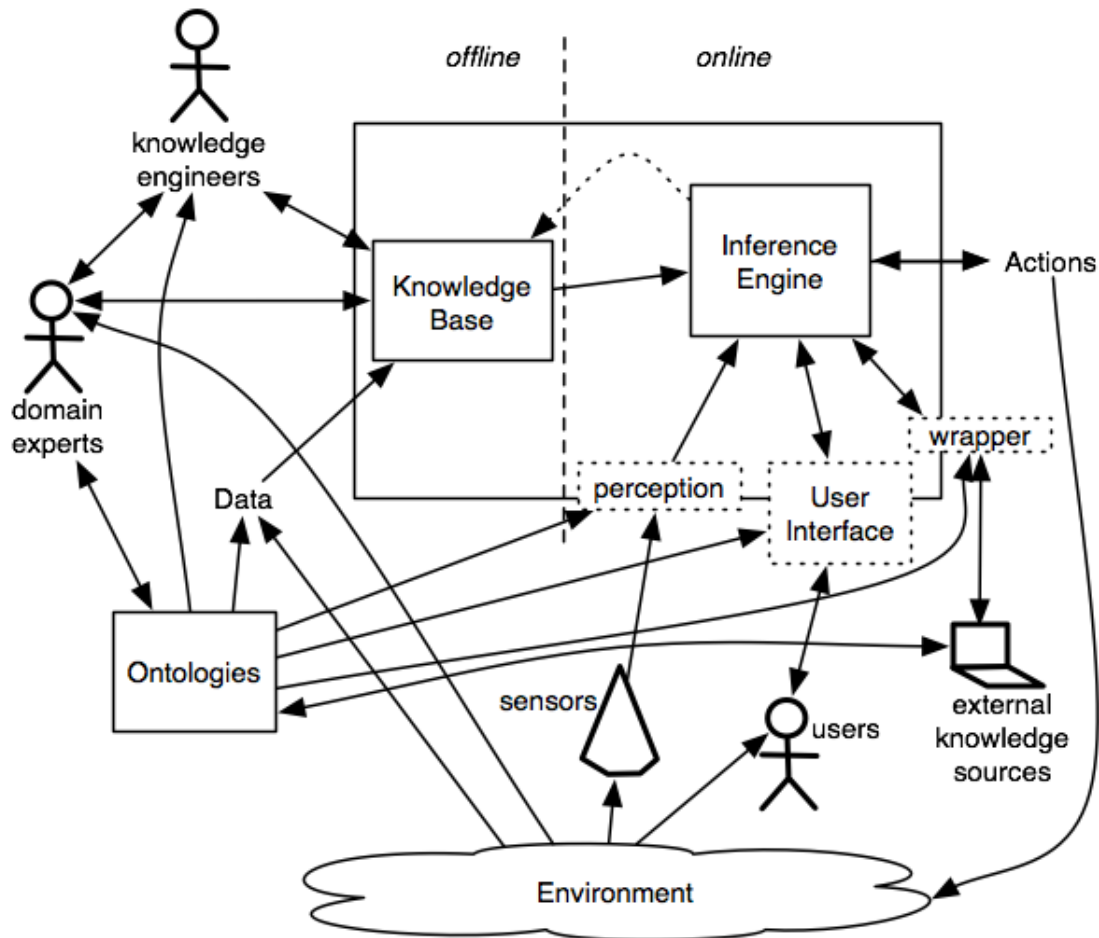 offline
online
knowledge
engineers
Inference
Engine
Actions
Knowledge
Base
domain
experts
wrapper
Data
perception
User
Interface
Ontologies
sensors
users
external
knowledge
sources
Environment